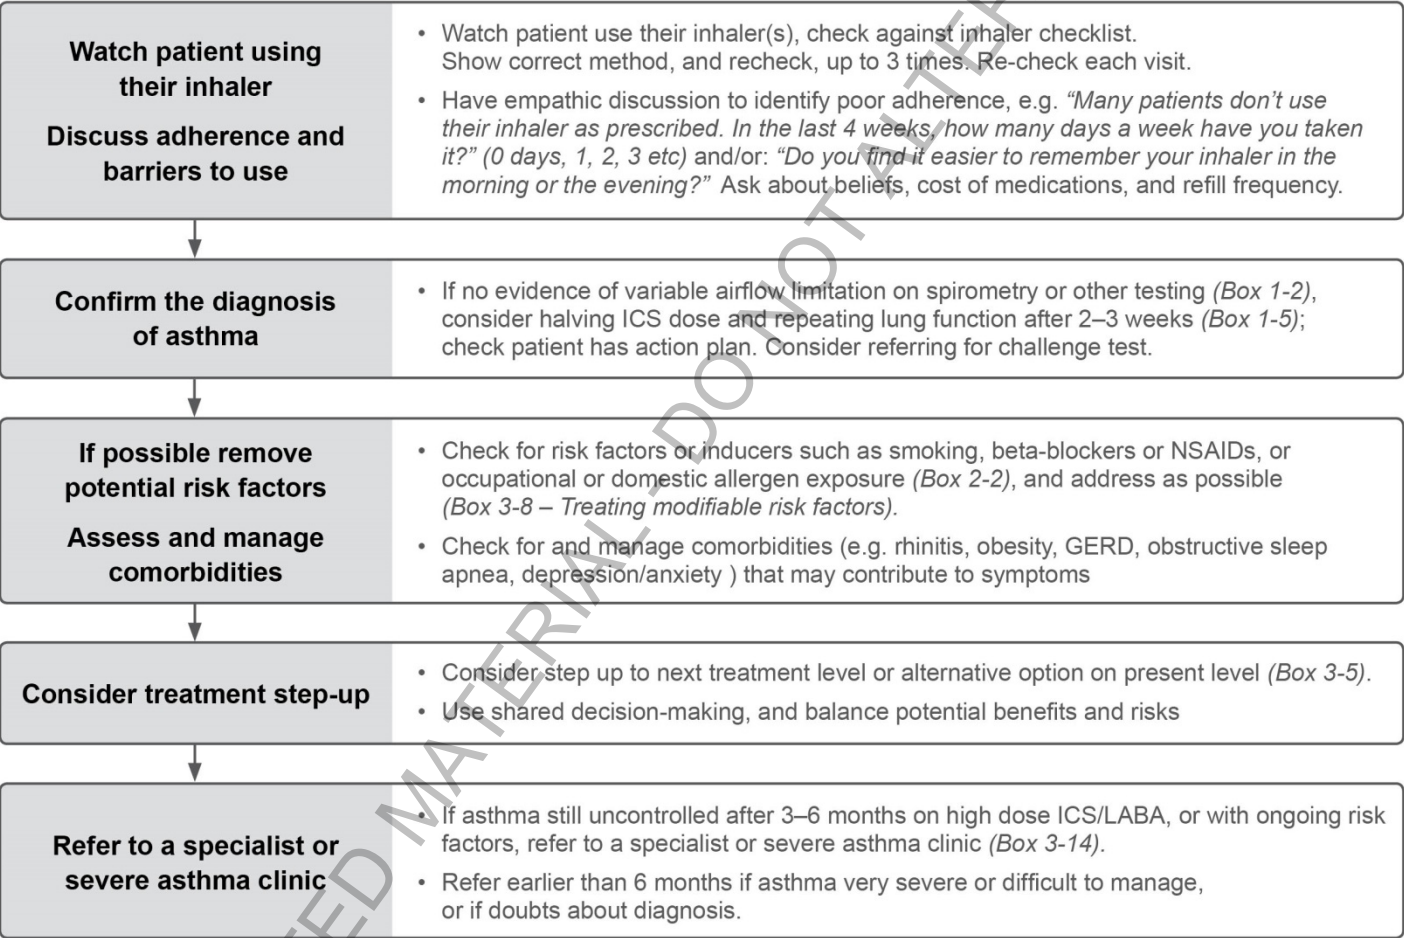 Watch patient using
their inhaler
Discuss adherence and
barriers to use
• Watch patient use their inhaler(s), check against inhaler checklist.
Show correct method, and recheck, up to 3 times. Re-check each visit.
• Have empathic discussion to identify poor adherence, e.g. “Many patients don’t use
their inhaler as prescribed. In the last 4 weeks, how many days a week have you taken
it?” (0 days, 1, 2, 3 etc) and/or: “Do you find it easier to remember your inhaler in the
morning or the evening?” Ask about beliefs, cost of medications, and refill frequency.
Confirm the diagnosis
of asthma
• If no evidence of variable airflow limitation on spirometry or other testing (Box 1-2),
consider halving ICS dose and repeating lung function after 2–3 weeks (Box 1-5);
check patient has action plan. Consider referring for challenge test.
If possible remove
potential risk factors
Assess and manage
comorbidities
• Check for risk factors or inducers such as smoking, beta-blockers or NSAIDs, or
occupational or domestic allergen exposure (Box 2-2), and address as possible
(Box 3-8 – Treating modifiable risk factors).
• Check for and manage comorbidities (e.g. rhinitis, obesity, GERD, obstructive sleep
apnea, depression/anxiety ) that may contribute to symptoms
Consider treatment step-up
• Consider step up to next treatment level or alternative option on present level (Box 3-5).
• Use shared decision-making, and balance potential benefits and risks
Refer to a specialist or
severe asthma clinic
• If asthma still uncontrolled after 3–6 months on high dose ICS/LABA, or with ongoing risk
factors, refer to a specialist or severe asthma clinic (Box 3-14).
• Refer earlier than 6 months if asthma very severe or difficult to manage,
or if doubts about diagnosis.
MATERIAL - DO NOT